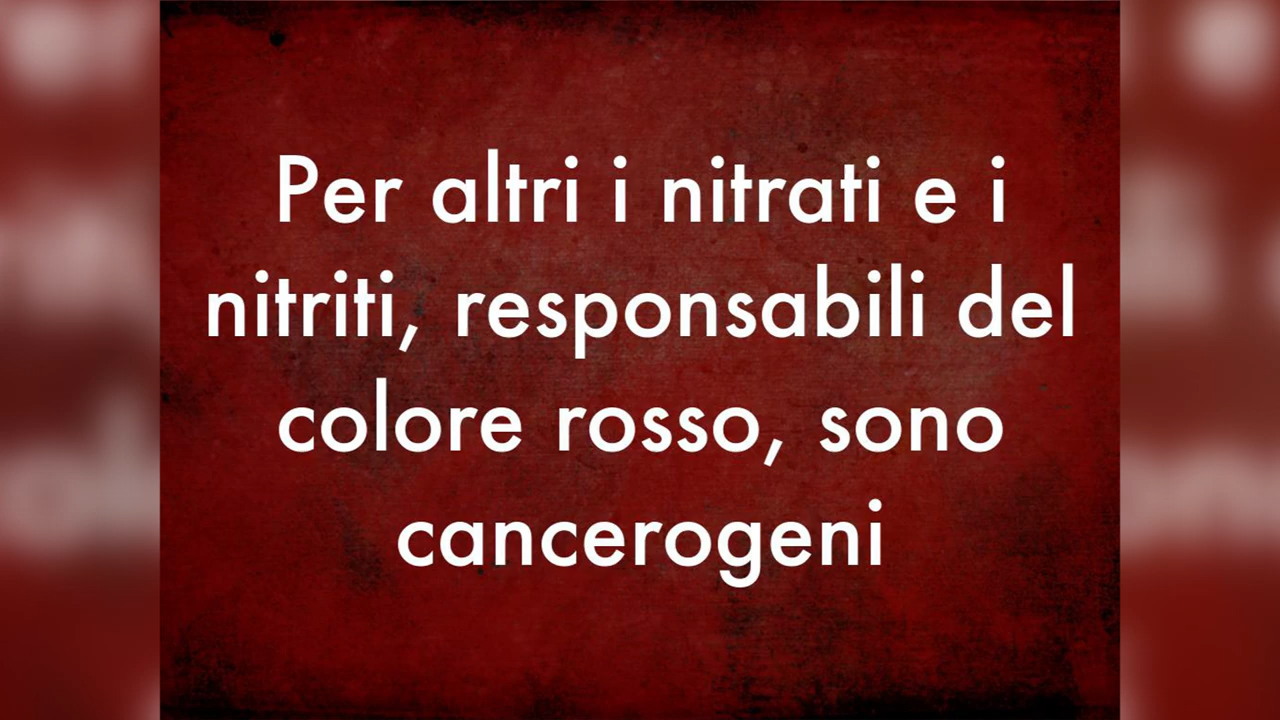 Per altri i nitrati e i
nitriti, responsabili del
colore rosso, sono
cancerogeni